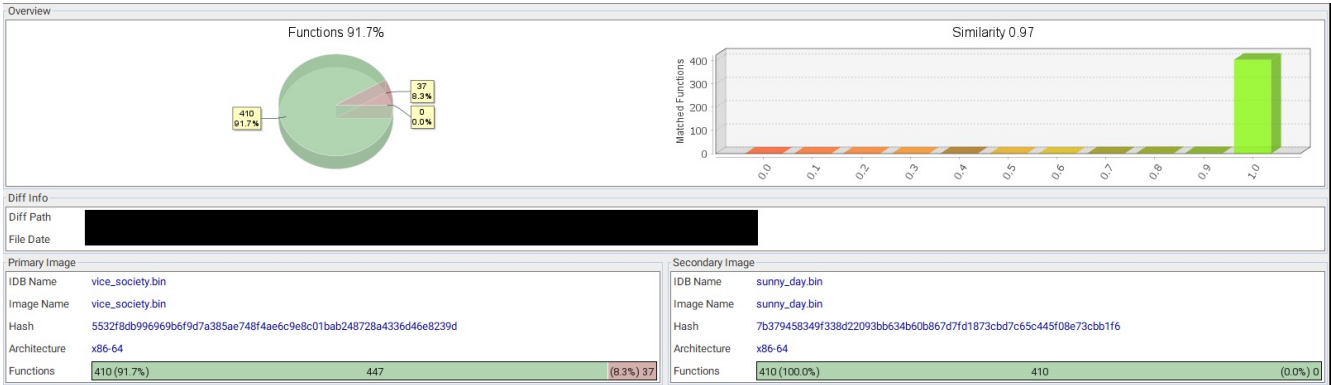 Overview
Functions 91.7%
410
91.7%
37
8.3%
0
0.0%
Similarity 0.97
Matched Functions
400
300
200
100
0
0.0
0.1
0.2
0.3
0.4
0.5
0.6
0.7
0.8
0.9
1.0
Diff Info
Diff Path
File Date
Primary Image
IDB Name vice_society.bin
Image Name vice_society.bin
Hash 5532f8db996969b6f9d7a385ae748f4ae6c9e8c01bab248728a4336d46e8239d
Architecture x86-64
Functions 410 (91.7%) 447 (8.3%) 37
Secondary Image
IDB Name sunny_day.bin
Image Name sunny_day.bin
Hash 7b379458349f338d22093bb634b60b867d7fd1873cbd7c65c445f08e73cbb1f6
Architecture x86-64
Functions 410 (100.0%) 410 (0.0%) 0